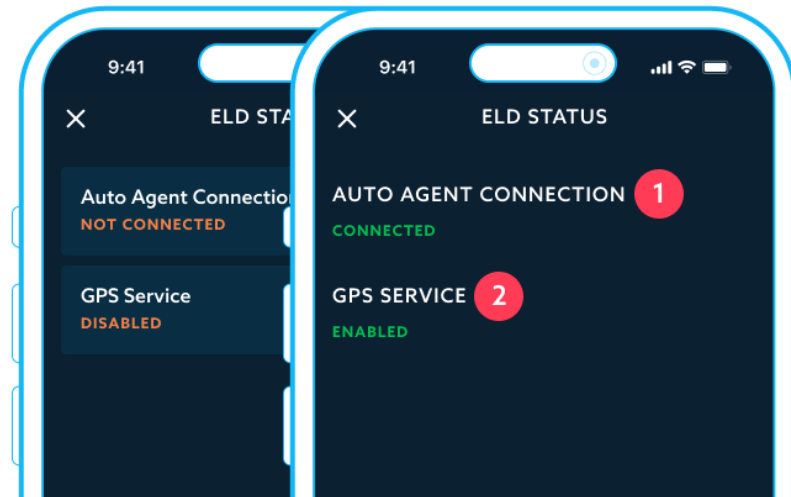 9:41
ELD STA
Auto Agent Connectio
NOT CONNECTED
GPS Service
DISABLED
9:41
ELD STATUS
AUTO AGENT CONNECTION 1
CONNECTED
GPS SERVICE 2
ENABLED